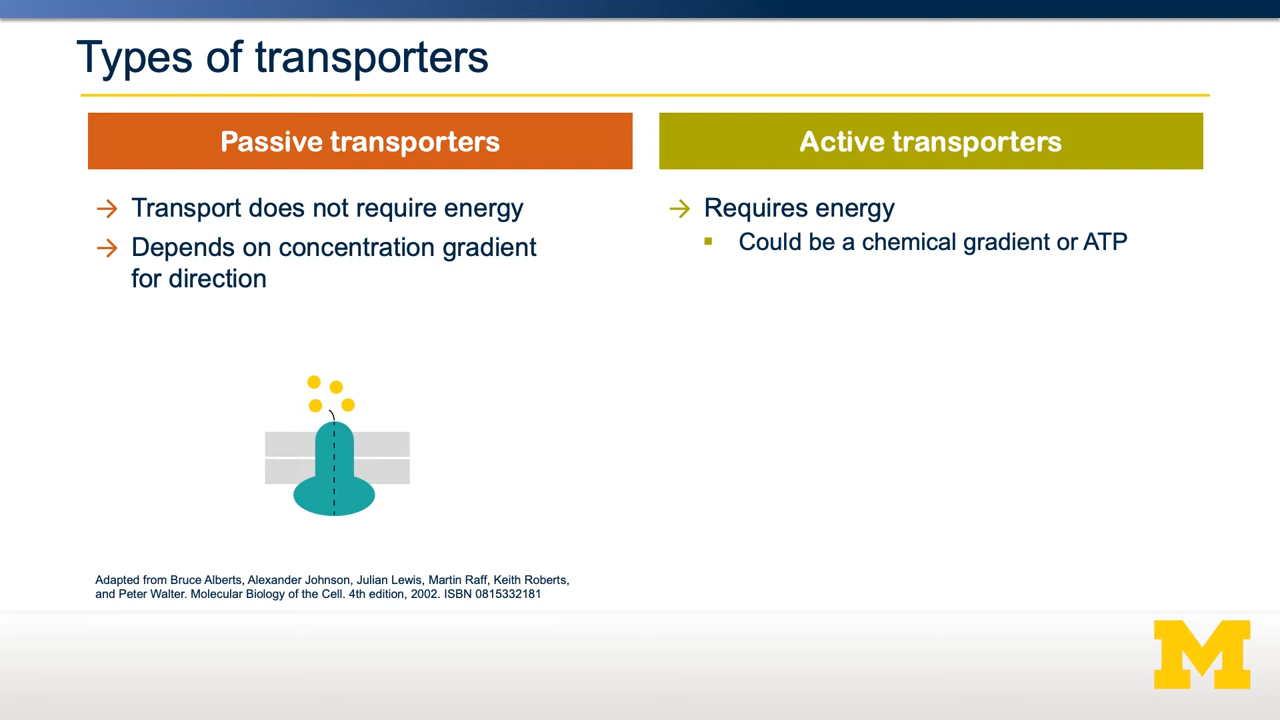 Types of transporters
Passive transporters
→ Transport does not require energy
→ Depends on concentration gradient
for direction
Adapted from Bruce Alberts, Alexander Johnson, Julian Lewis, Martin Raff, Keith Roberts,
and Peter Walter. Molecular Biology of the Cell. 4th edition, 2002. ISBN 0815332181
Active transporters
→ Requires energy
▪ Could be a chemical gradient or ATP
M